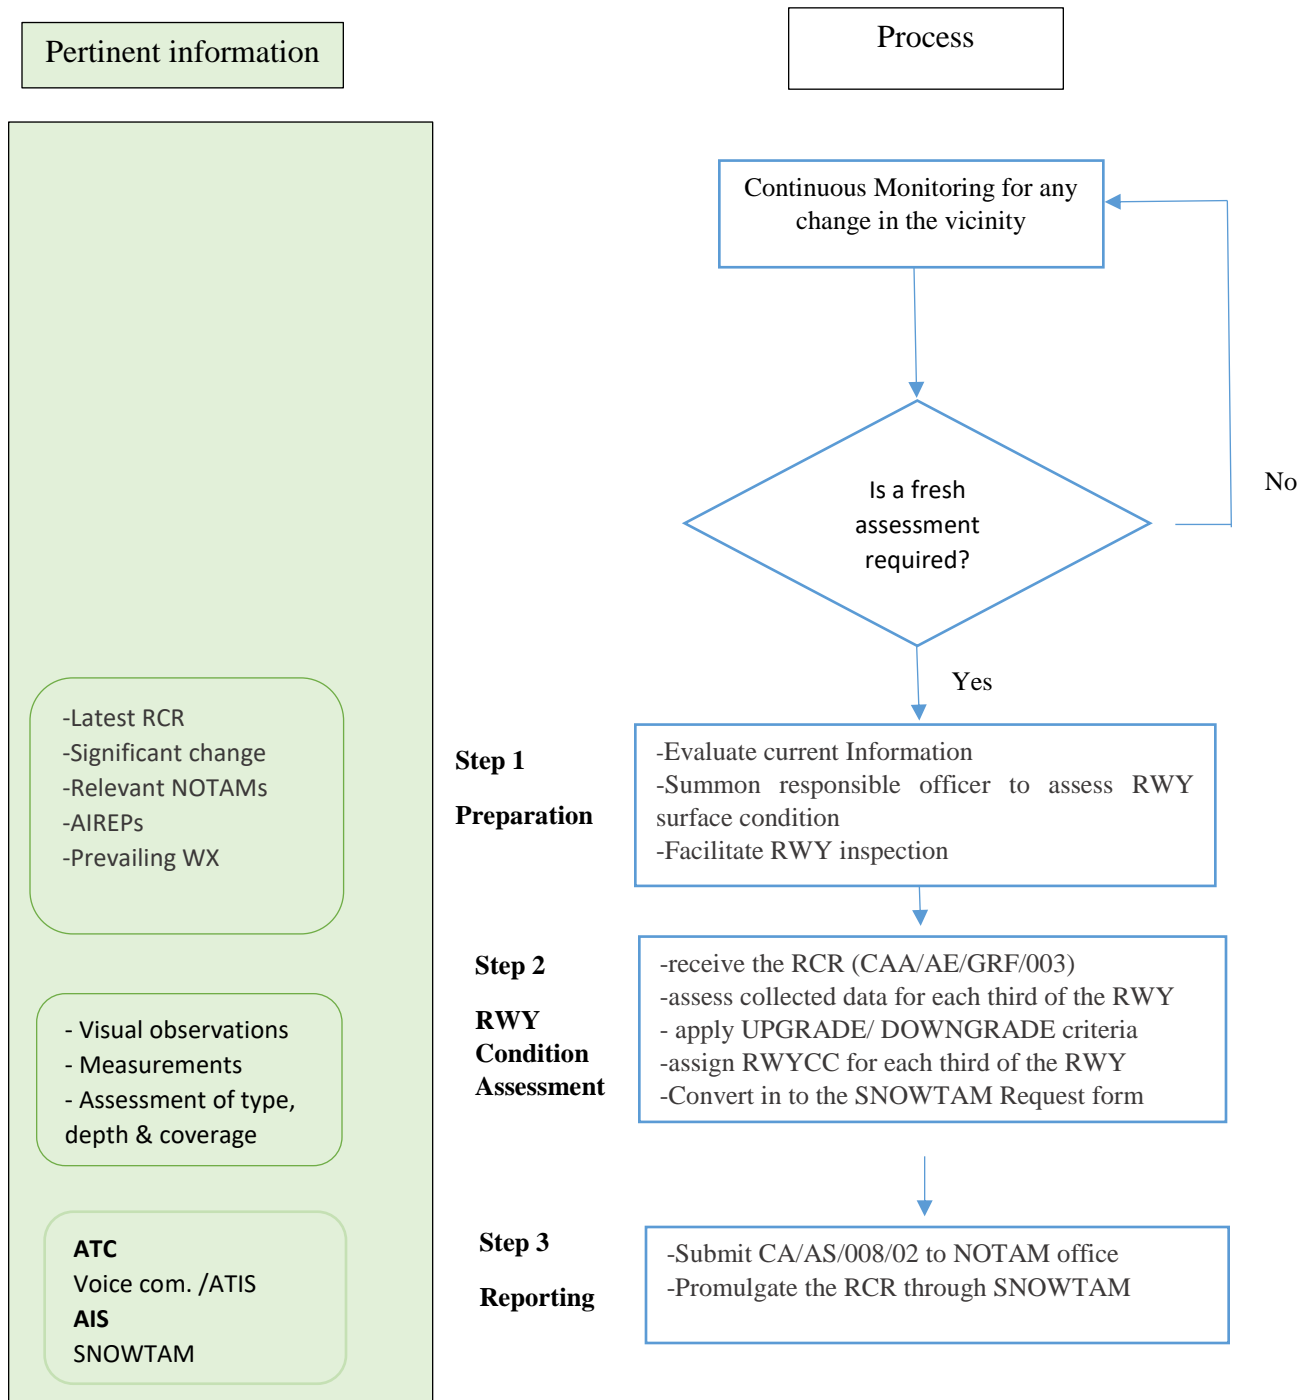 Pertinent information
Process
Continuous Monitoring for any
change in the vicinity
Is a fresh
assessment
required?
No
Yes
-Latest RCR
-Significant change
-Relevant NOTAMs
-AIREPs
-Prevailing WX
Step 1
Preparation
-Evaluate current Information
-Summon responsible officer to assess RWY
surface condition
-Facilitate RWY inspection
- Visual observations
- Measurements
- Assessment of type,
depth & coverage
Step 2
RWY
Condition
Assessment
-receive the RCR (CAA/AE/GRF/003)
-assess collected data for each third of the RWY
- apply UPGRADE/ DOWNGRADE criteria
-assign RWYCC for each third of the RWY
-Convert in to the SNOWTAM Request form
ATC
Voice com. /ATIS
AIS
SNOWTAM
Step 3
Reporting
-Submit CA/AS/008/02 to NOTAM office
-Promulgate the RCR through SNOWTAM